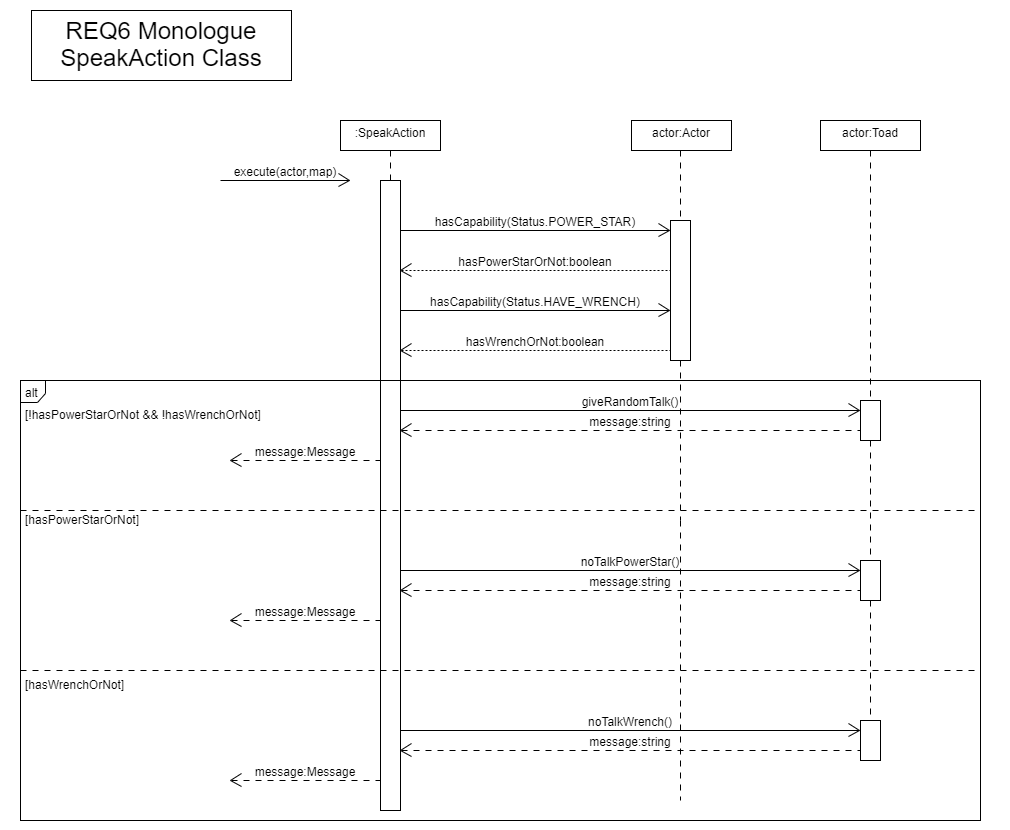 REQ6 Monologue
SpeakAction Class
:SpeakAction
actor:Actor
actor:Toad
execute(actor,map)
hasCapability(Status.POWER_STAR)
hasPowerStarOrNot:boolean
hasCapability(Status.HAVE_WRENCH)
hasWrenchOrNot:boolean
alt
[!hasPowerStarOrNot && !hasWrenchOrNot]
giveRandomTalk()
message:string
message:Message
[hasPowerStarOrNot]
noTalkPowerStar()
message:string
message:Message
[hasWrenchOrNot]
noTalkWrench()
message:string
message:Message